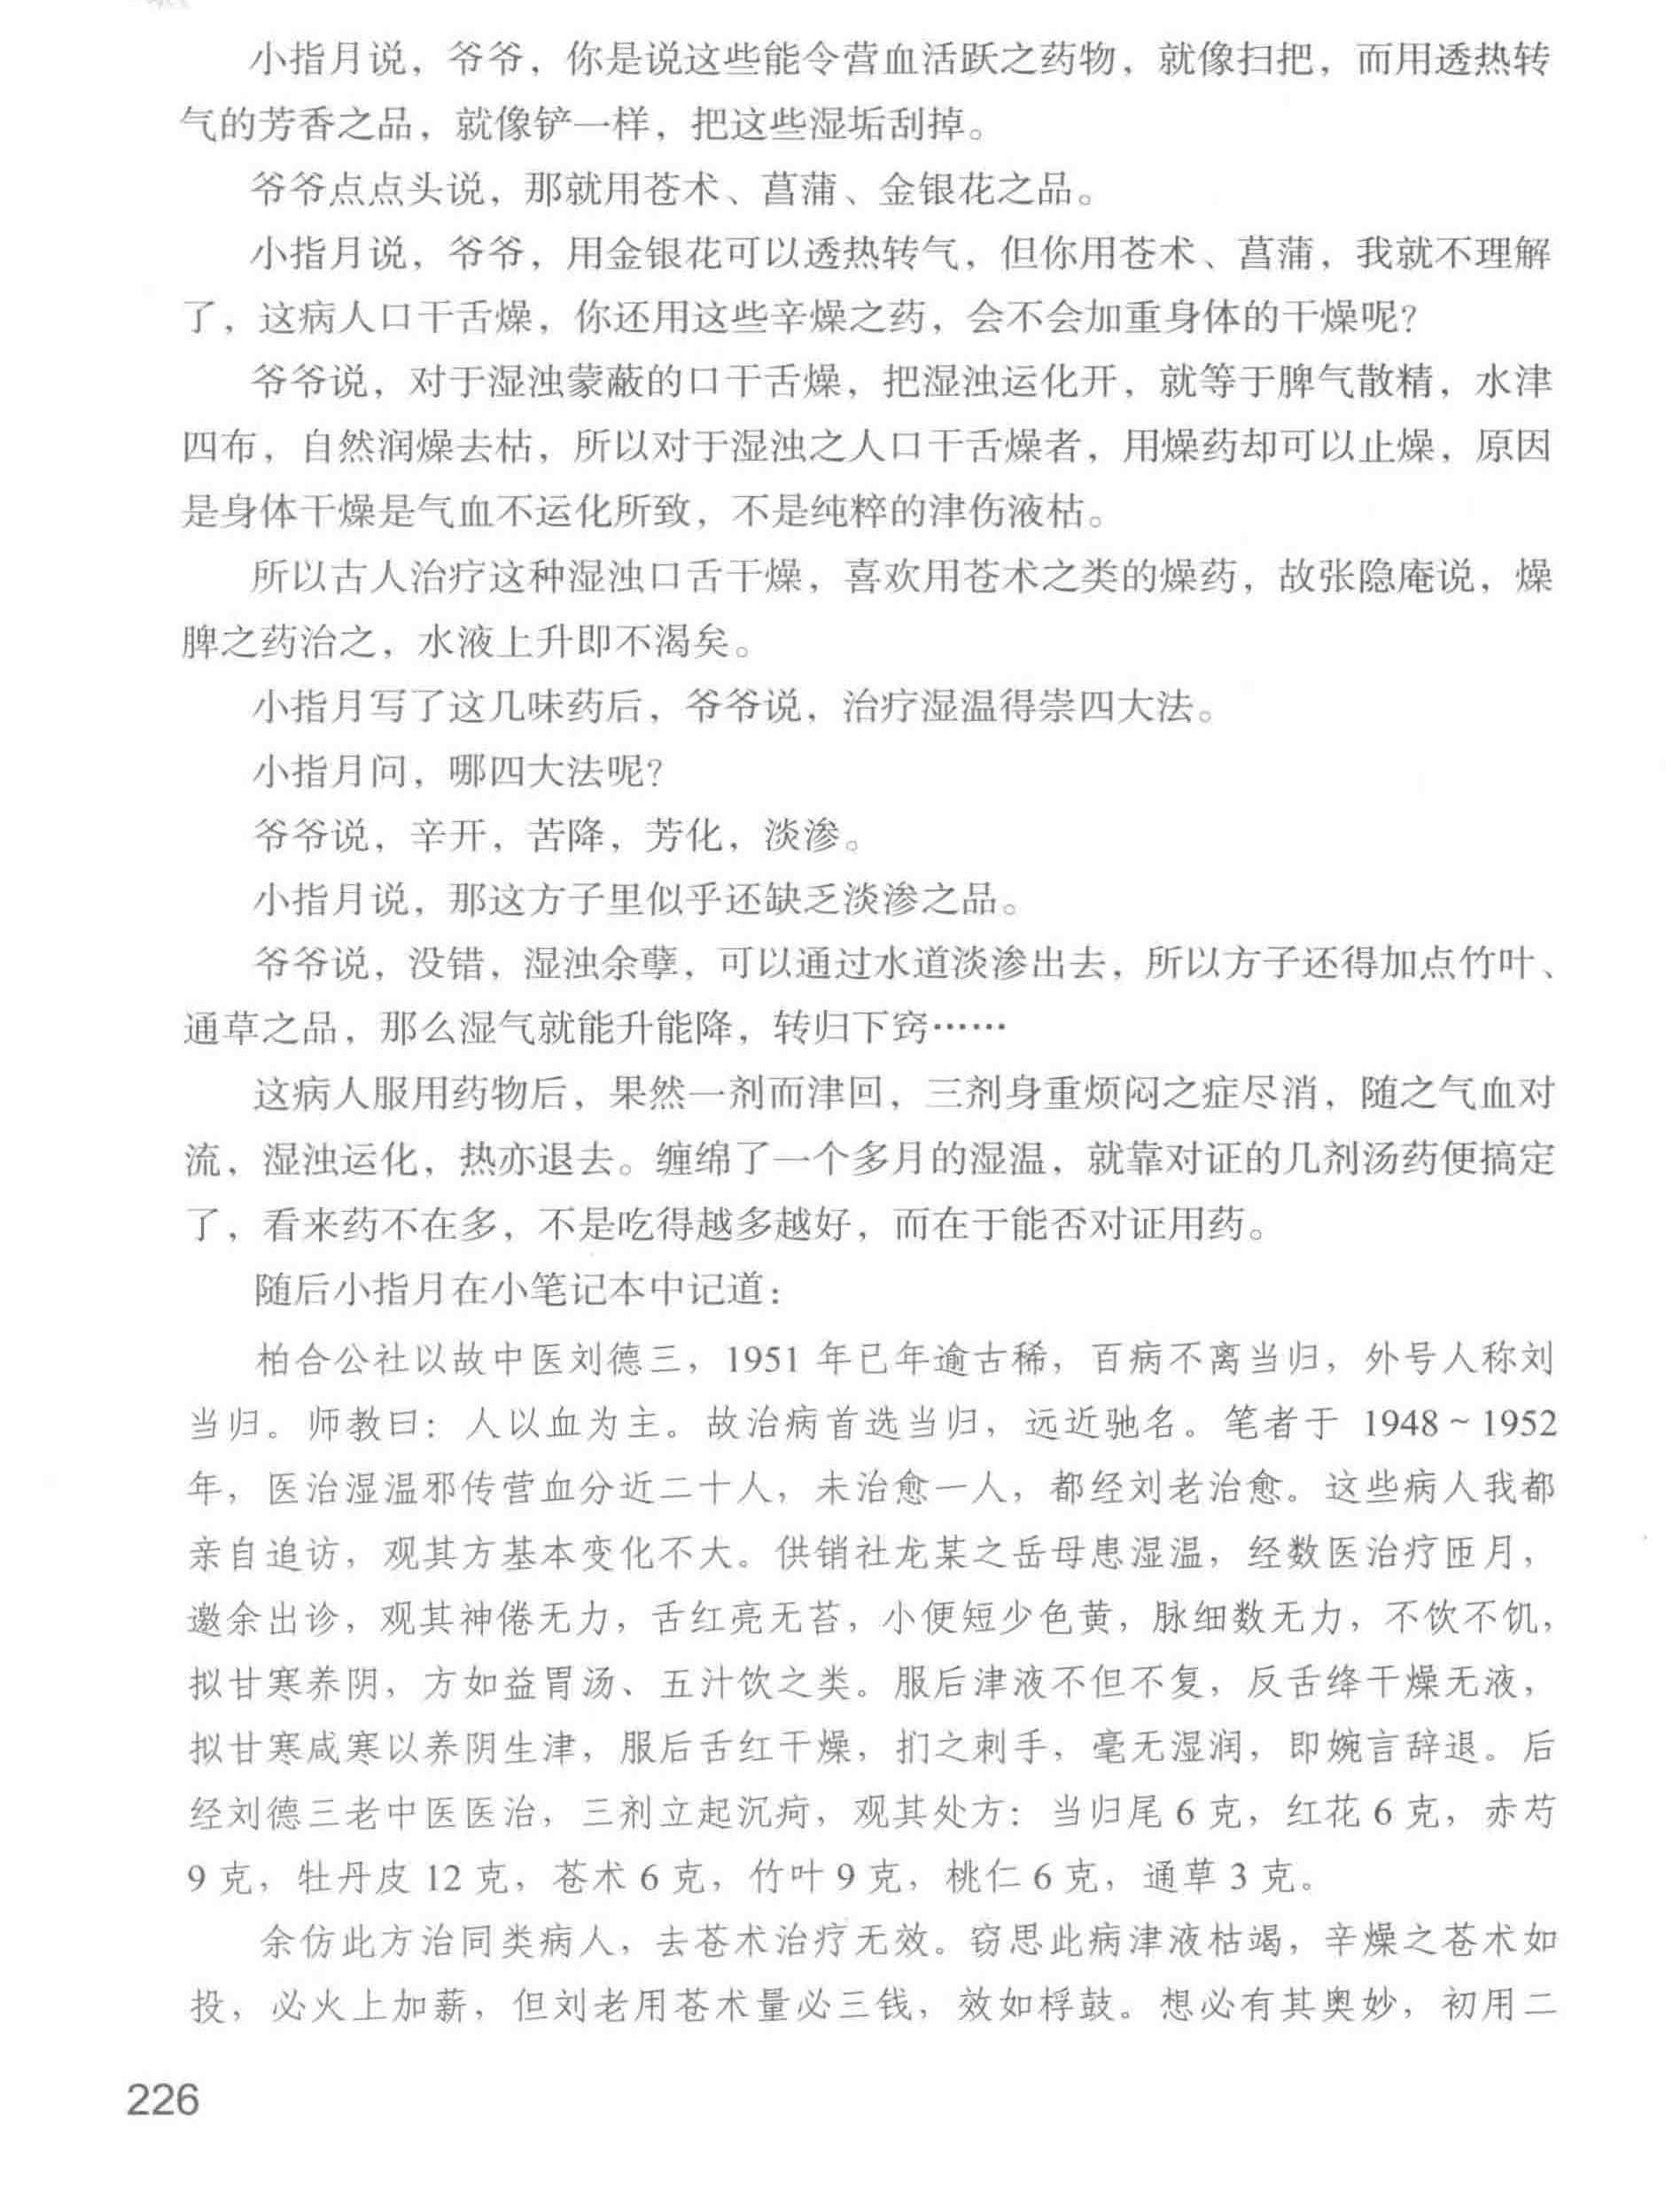 小指月说，爷爷，你是说这些能令营血活跃之药物，就像扫把，而用透热转
气的芳香之品，就像铲一样，把这些湿垢刮掉。
爷爷点点头说，那就用苍术、菖蒲、金银花之品。
小指月说，爷爷，用金银花可以透热转气，但你用苍术、菖蒲，我就不理解
了，这病人口干舌燥，你还用这些辛燥之药，会不会加重身体的干燥呢？
爷爷说，对于湿浊蒙蔽的口干舌燥，把湿浊运化开，就等于脾气散精，水津
四布，自然润燥去枯，所以对于湿浊之人口干舌燥者，用燥药却可以止燥，原因
是身体干燥是气血不运化所致，不是纯粹的津伤液枯。
所以古人治疗这种湿浊口舌干燥，喜欢用苍术之类的燥药，故张隐庵说，燥
脾之药治之，水液上升即不渴矣。
小指月写了这几味药后，爷爷说，治疗湿温得崇四大法。
小指月问，哪四大法呢？
爷爷说，辛开，苦降，芳化，淡渗。
小指月说，那这方子里似乎还缺乏淡渗之品。
爷爷说，没错，湿浊余孽，可以通过水道淡渗出去，所以方子还得加点竹叶、
通草之品，那么湿气就能升能降，转归下窍……
这病人服用药物后，果然一剂而津回，三剂身重烦闷之症尽消，随之气血对
流，湿浊运化，热亦退去。缠绵了一个多月的湿温，就靠对证的几剂汤药便搞定
了，看来药不在多，不是吃得越多越好，而在于能否对证用药。
随后小指月在小笔记本中记道：
柏合公社以故中医刘德三，1951 年已年逾古稀，百病不离当归，外号人称刘
当归。师教曰：人以血为主。故治病首选当归，远近驰名。笔者于 1948～1952
年，医治湿温邪传营血分近二十人，未治愈一人，都经刘老治愈。这些病人我都
亲自追访，观其方基本变化不大。供销社龙某之岳母患湿温，经数医治疗匝月，
邀余出诊，观其神倦无力，舌红亮无苔，小便短少色黄，脉细数无力，不饮不饥，
拟甘寒养阴，方如益胃汤、五汁饮之类。服后津液不但不复，反舌绛干燥无液，
拟甘寒咸寒以养阴生津，服后舌红干燥，扪之刺手，毫无湿润，即婉言辞退。后
经刘德三老中医医治，三剂立起沉疴，观其处方：当归尾 6 克，红花 6 克，赤芍
9 克，牡丹皮 12 克，苍术 6 克，竹叶 9 克，桃仁 6 克，通草 3 克。
余仿此方治同类病人，去苍术治疗无效。窃思此病津液枯竭，辛燥之苍术如
投，必火上加薪，但刘老用苍术量必三钱，效如桴鼓。想必有其奥妙，初用二
226